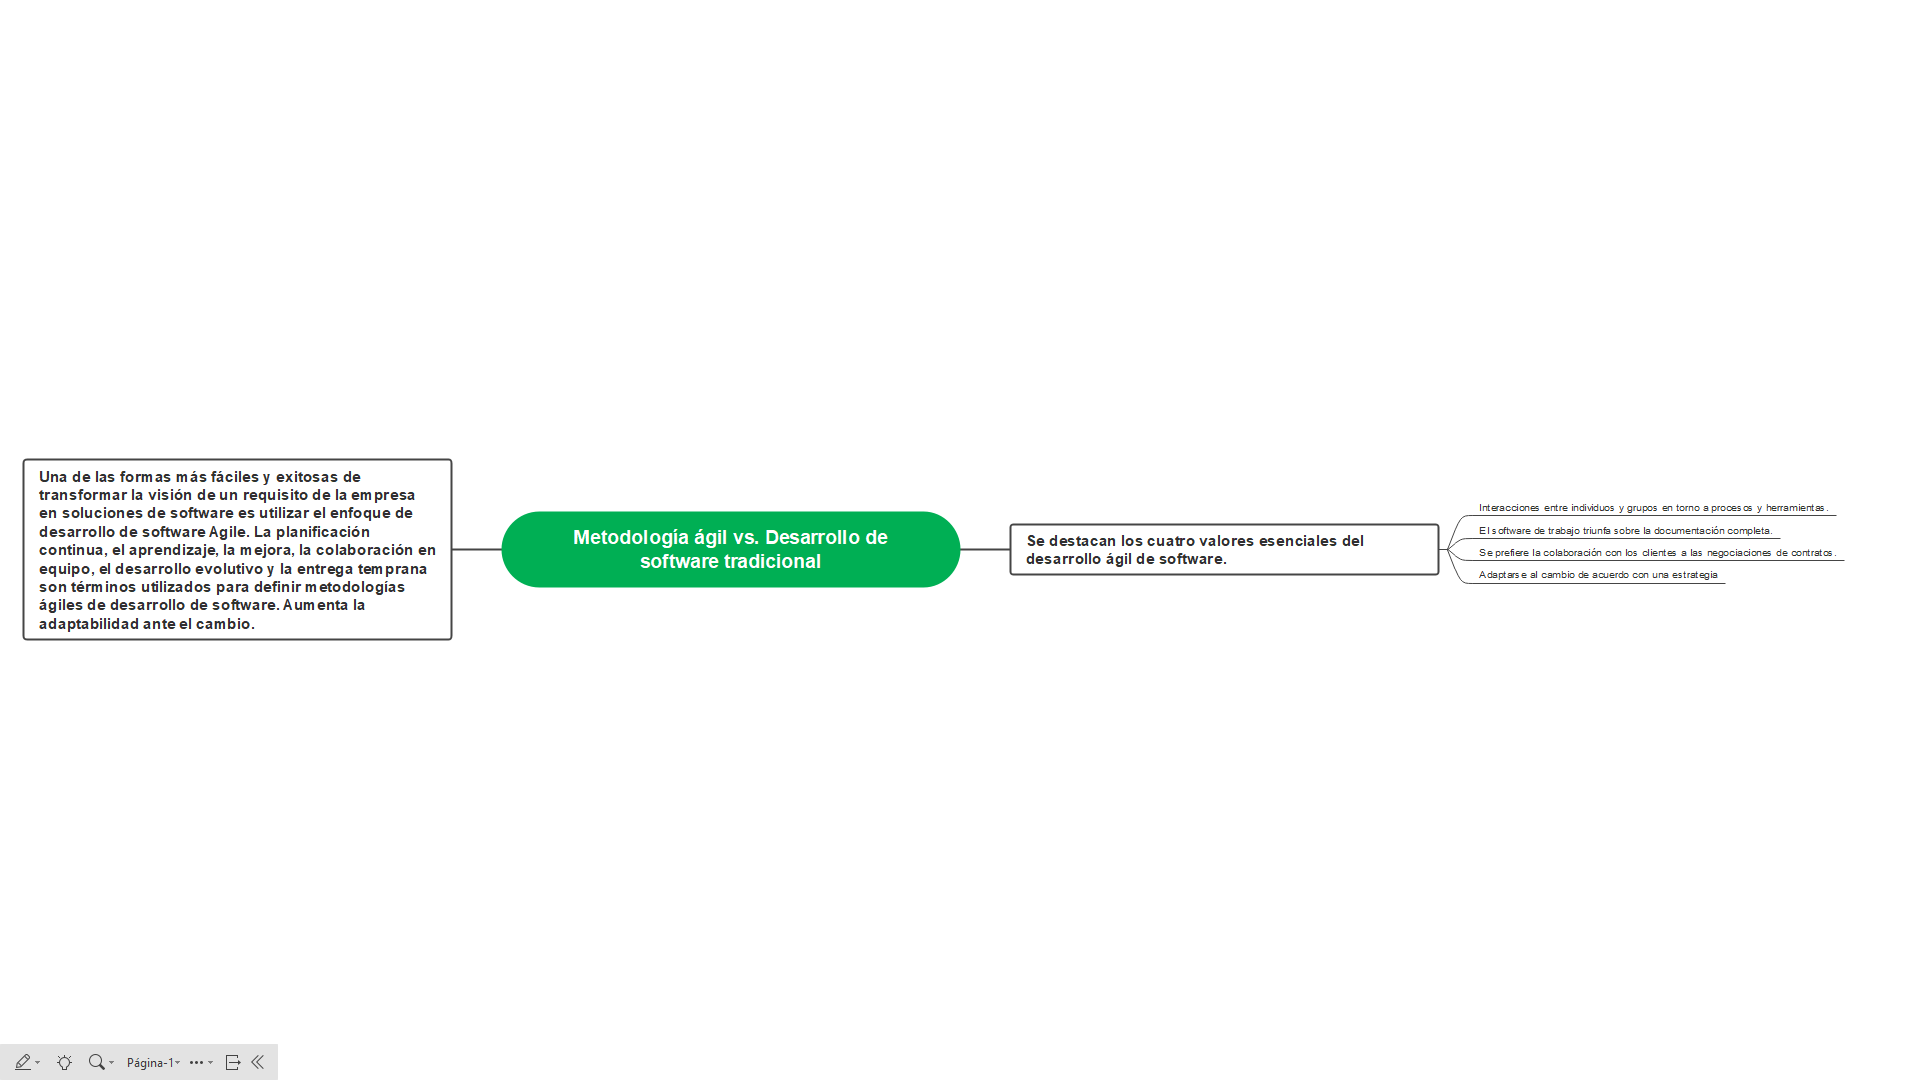 Una de las formas más fáciles y exitosas de
transformar la visión de un requisito de la empresa
en soluciones de software es utilizar el enfoque de
desarrollo de software Agile. La planificación
continua, el aprendizaje, la mejora, la colaboración en
equipo, el desarrollo evolutivo y la entrega temprana
son términos utilizados para definir metodologías
ágiles de desarrollo de software. Aumenta la
adaptabilidad ante el cambio.
Metodología ágil vs. Desarrollo de
software tradicional
Se destacan los cuatro valores esenciales del
desarrollo ágil de software.
Interacciones entre individuos y grupos en torno a procesos y herramientas.
El software de trabajo triunfa sobre la documentación completa.
Se prefiere la colaboración con los clientes a las negociaciones de contratos.
Adaptarse al cambio de acuerdo con una estrategia
Página-1